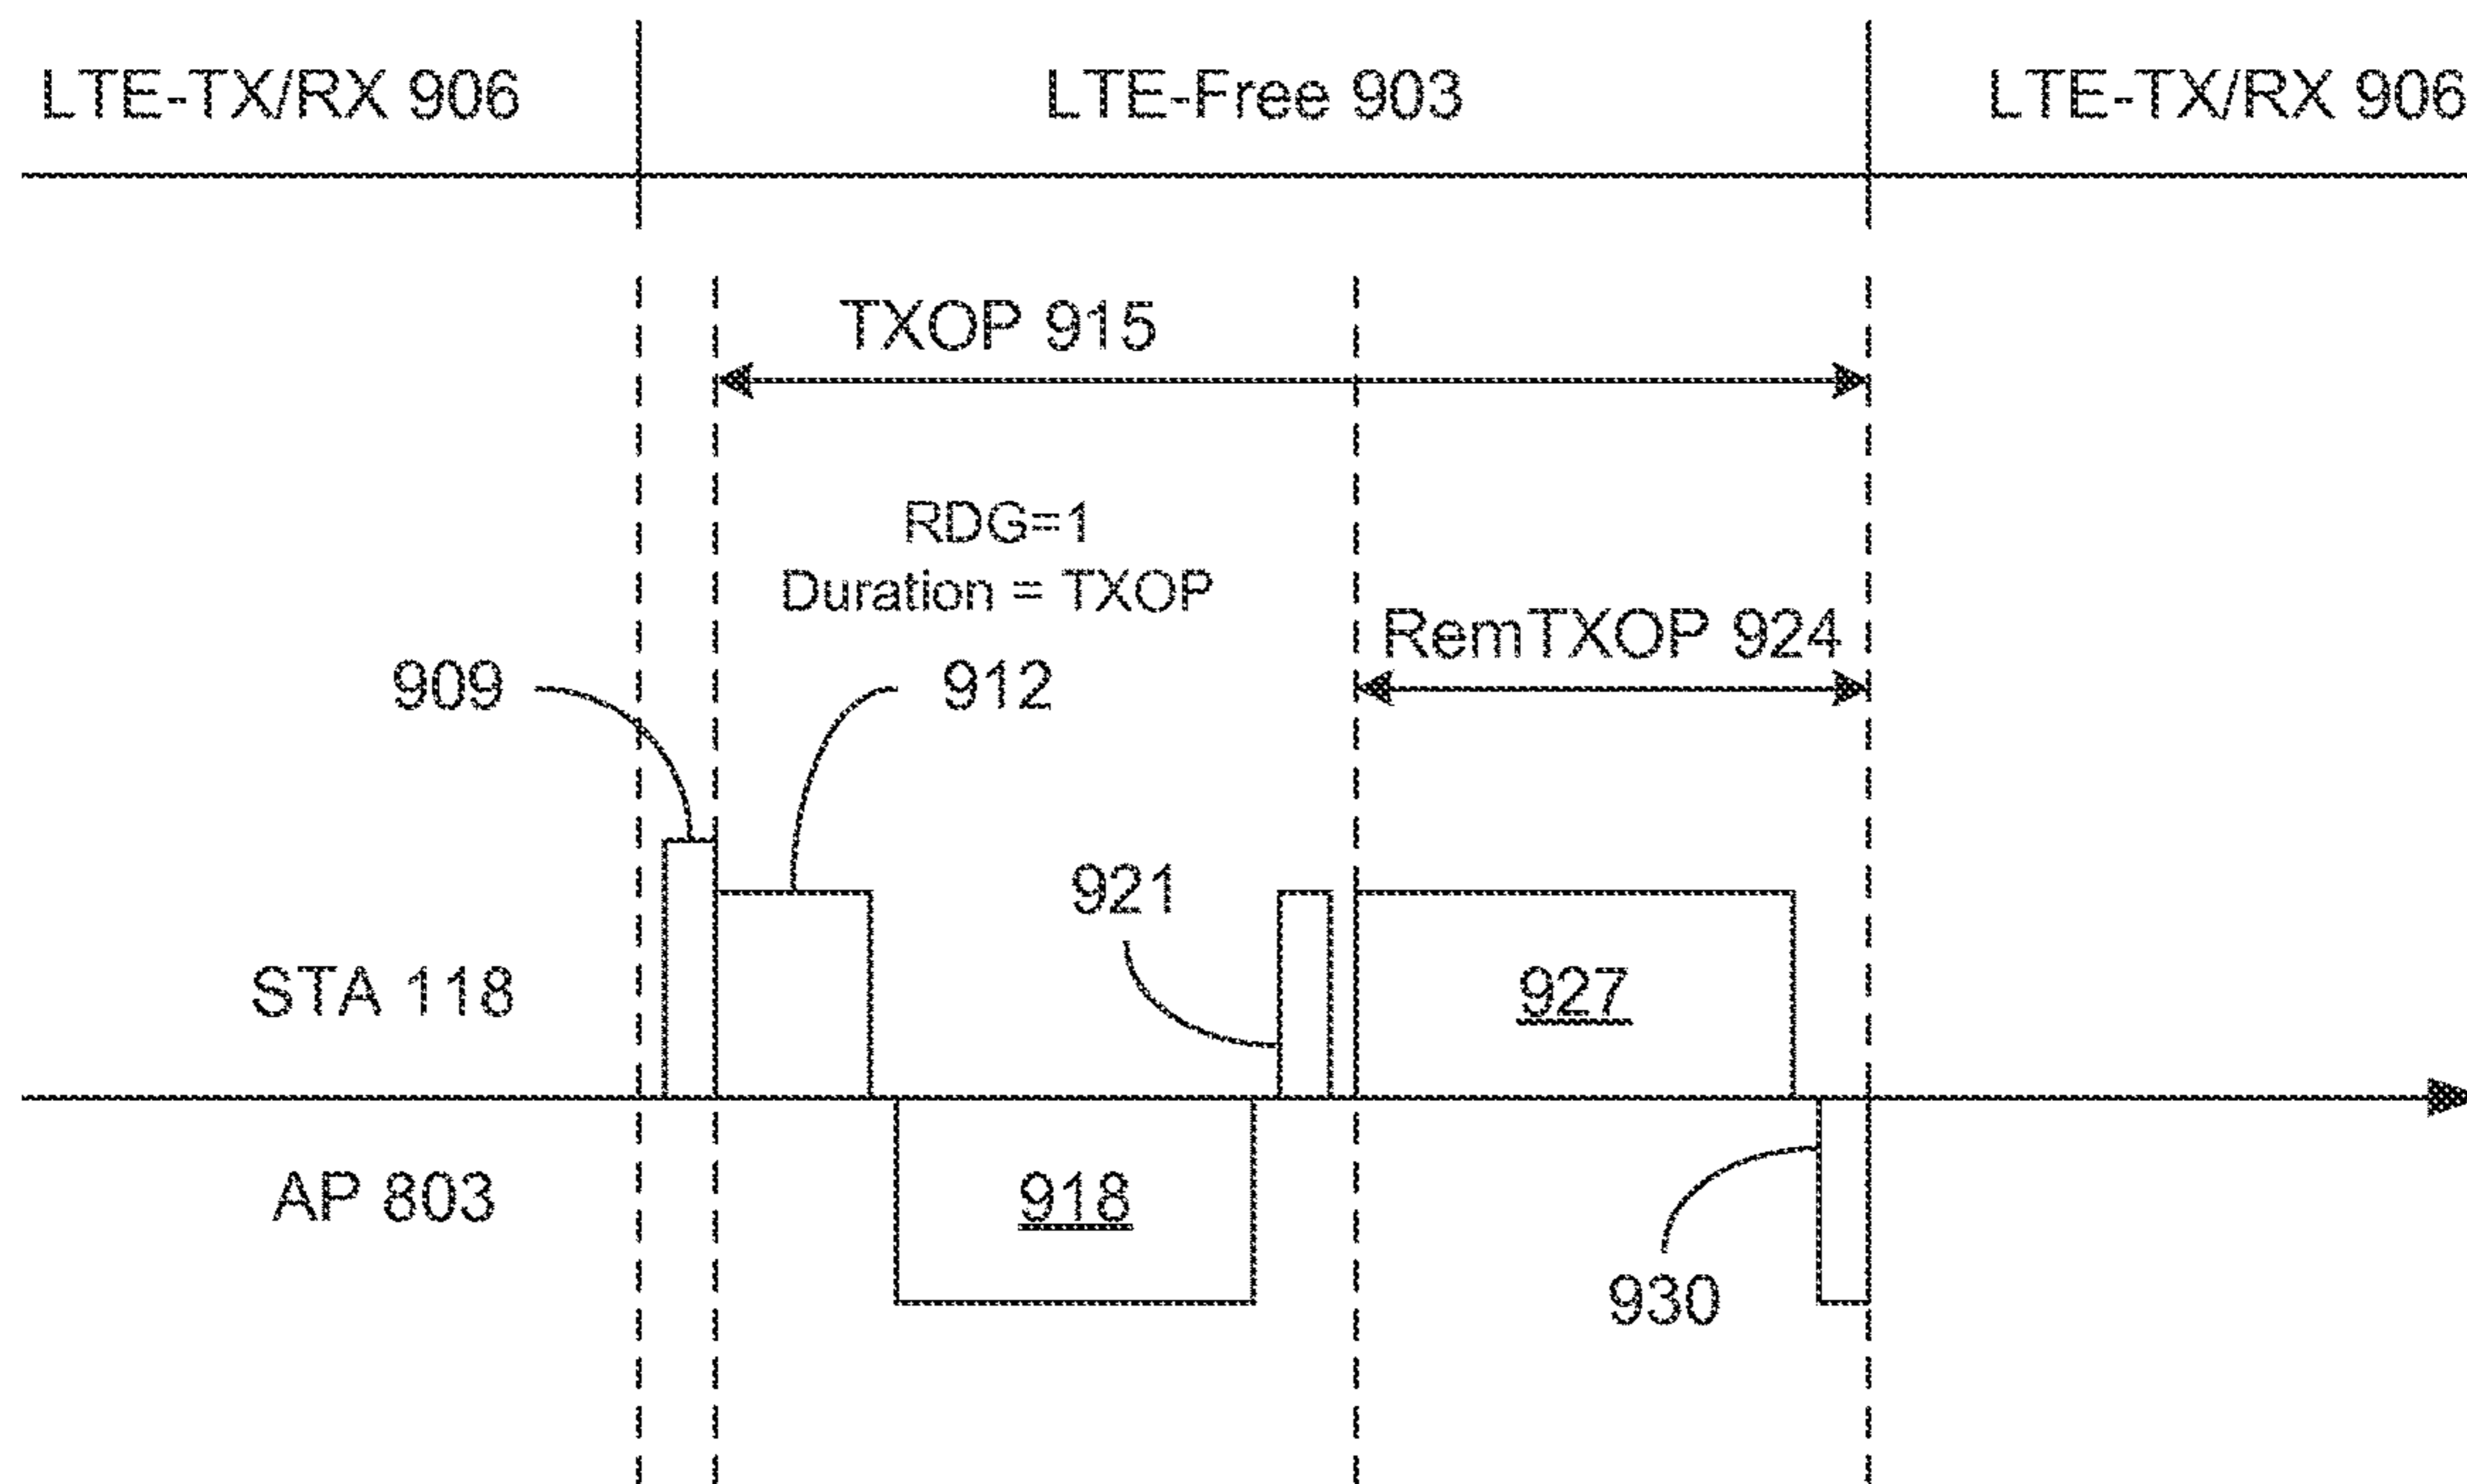 LTE-TX/RX 906
LTE-Free 903
LTE-TX/RX 906
TXOP 915
RDG=1
Duration = TXOP
RemTXOP 924
909
912
921
STA 118
927
AP 803
918
930